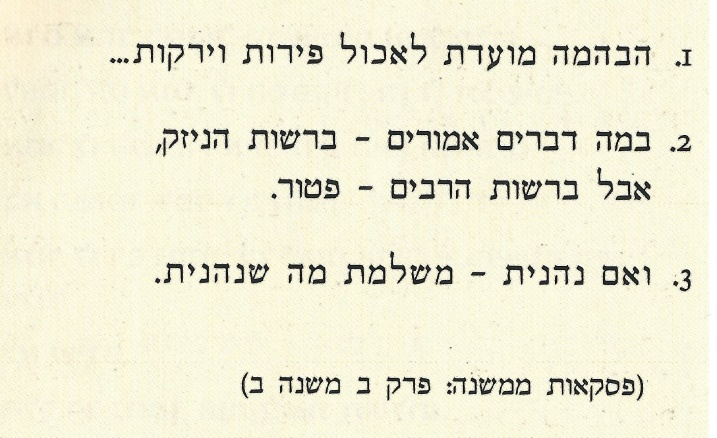 1. הבהמה מועדת לאכול פירות וירקות...
2. במה דברים אמורים – ברשות הניזק,
אבל ברשות הרבים – פטור.
3. ואם נהנית – משלמת מה שנהנית.
(פסקאות ממשנה: פרק ב משנה ב)